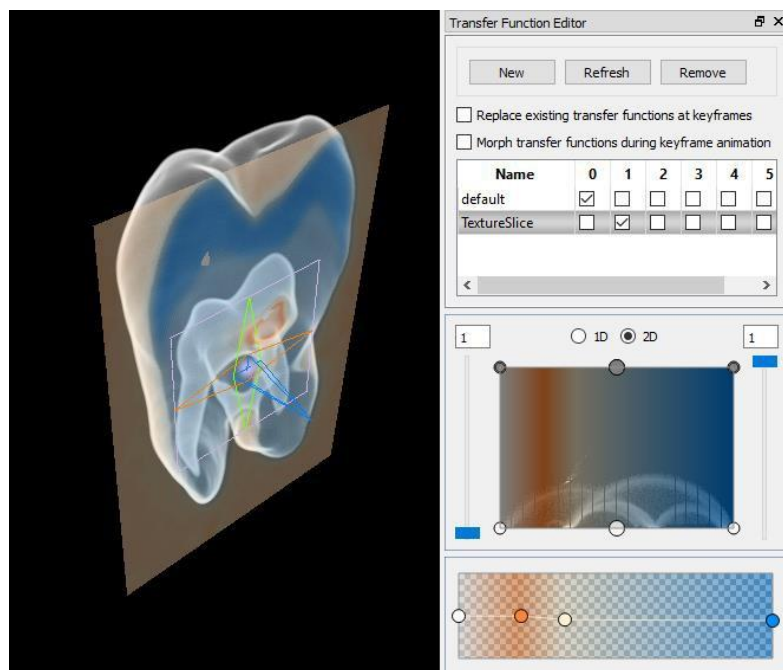 Transfer Function Editor
New Refresh Remove
Replace existing transfer functions at keyframes
Morph transfer functions during keyframe animation
Name 0 1 2 3 4 5
default
TextureSlice
1 1D 2D 1